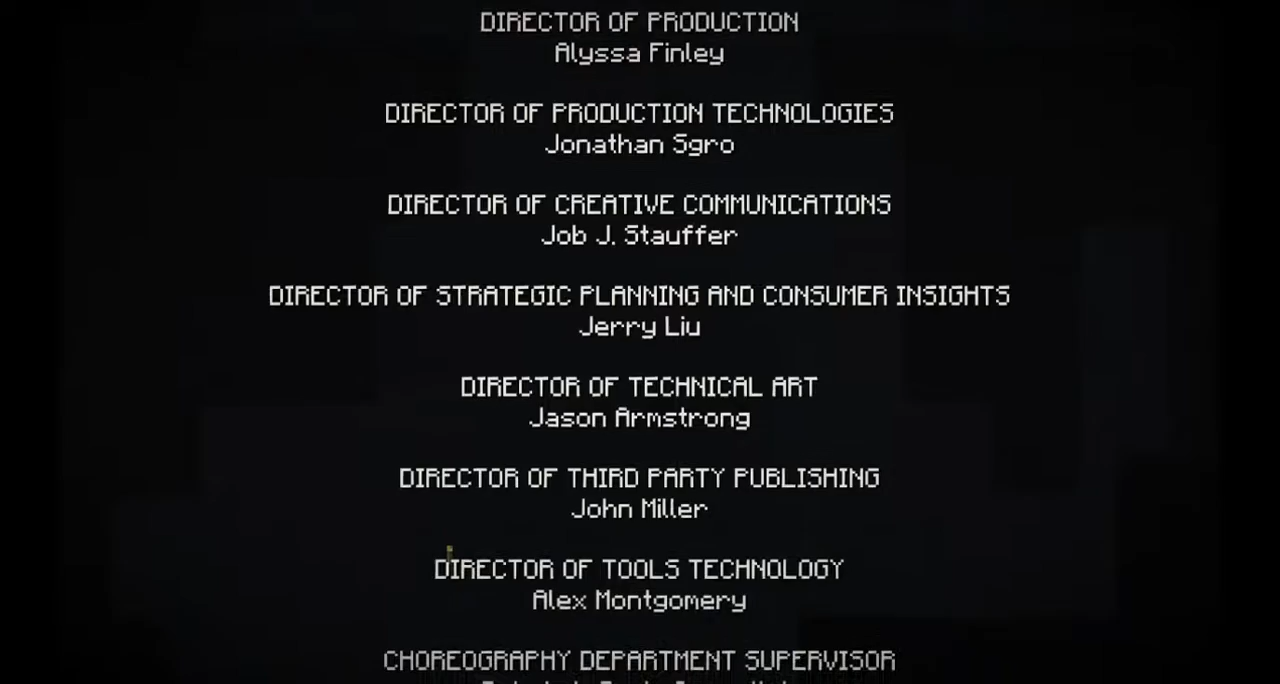 DIRECTOR OF PRODUCTION
Alyssa Finley
DIRECTOR OF PRODUCTION TECHNOLOGIES
Jonathan Sgro
DIRECTOR OF CREATIVE COMMUNICATIONS
Job J. Stauffer
DIRECTOR OF STRATEGIC PLANNING AND CONSUMER INSIGHTS
Jerry Liu
DIRECTOR OF TECHNICAL ART
Jason Armstrong
DIRECTOR OF THIRD PARTY PUBLISHING
John Miller
DIRECTOR OF TOOLS TECHNOLOGY
Alex Montgomery
CHOREOGRAPHY DEPARTMENT SUPERVISOR